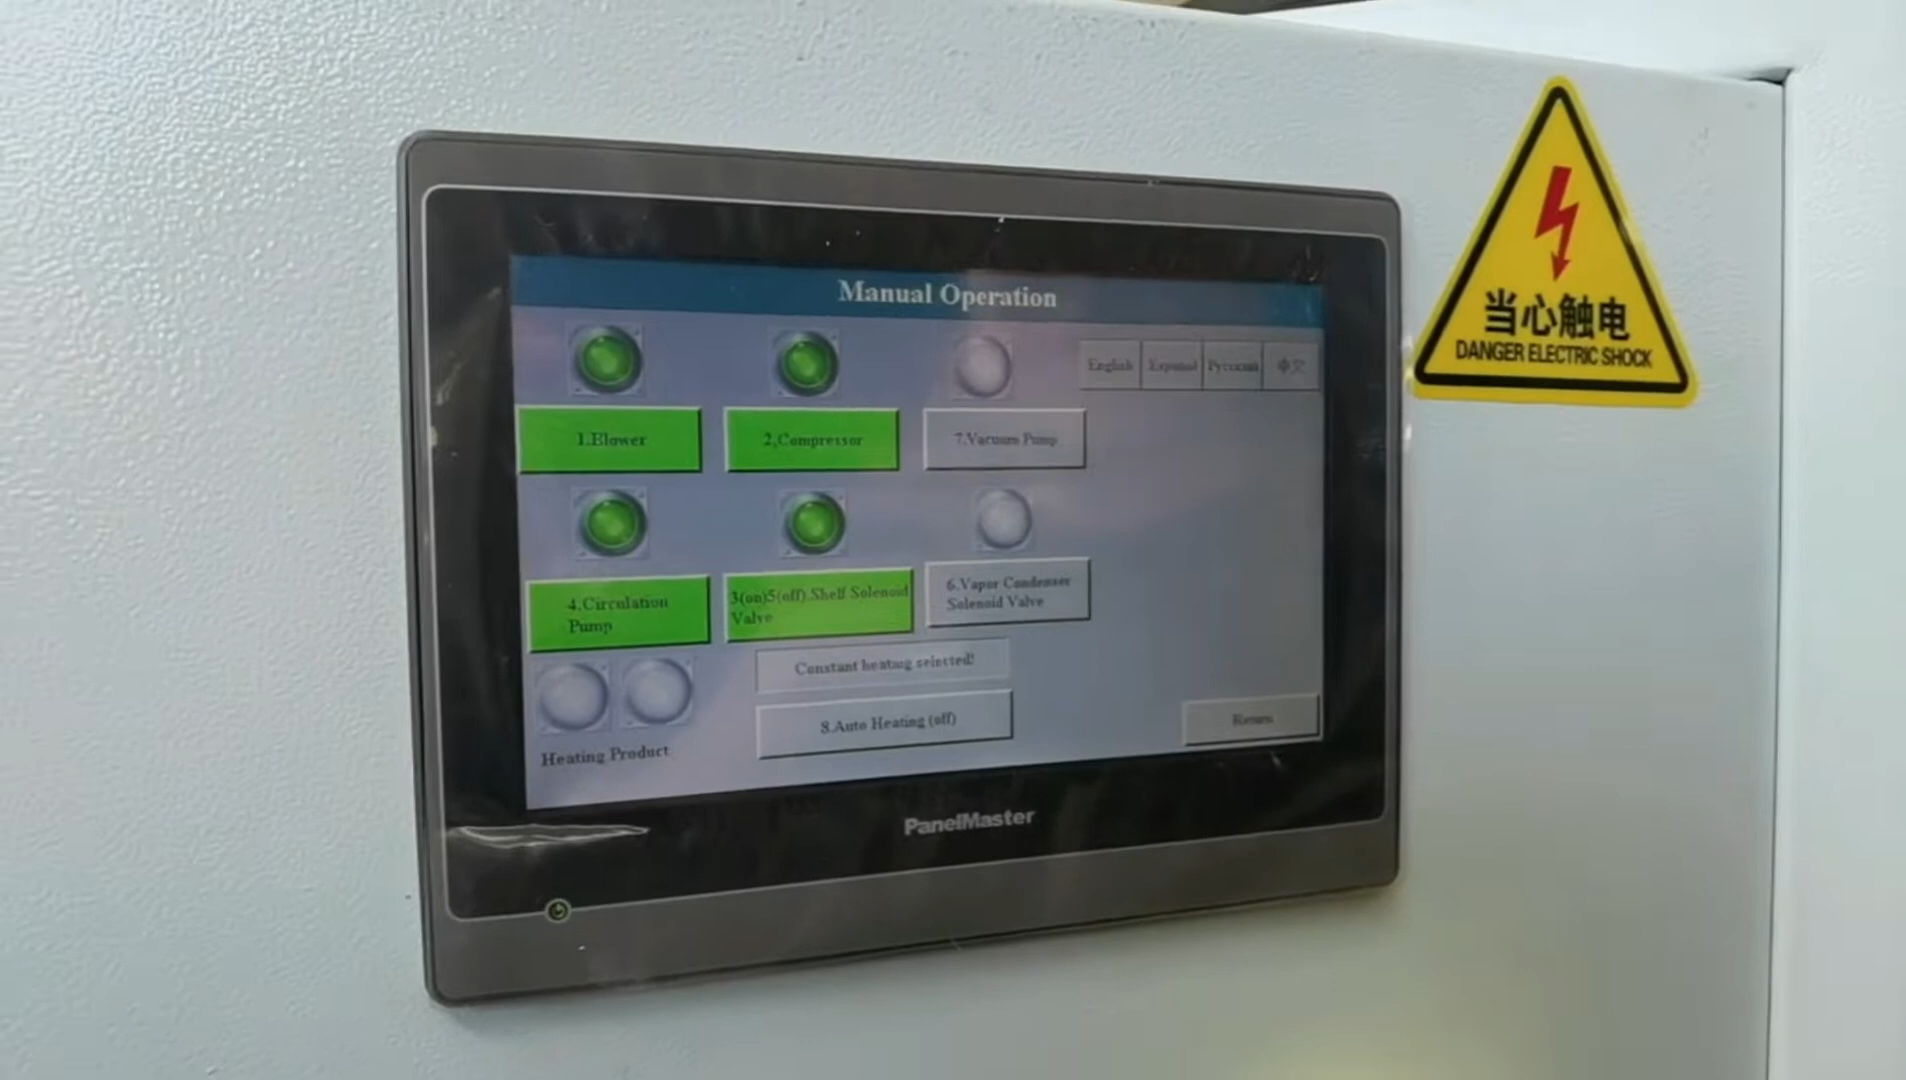 Manual Operation
English
Espanol
Русский
中文
1.Blower
2,Compressor
7.Vacuum Pump
4.Circulation
Pump
3(on)5(off).Shelf Solenoid
Valve
6.Vapor Condenser
Solenoid Valve
Constant heating selected!
8.Auto Heating (off)
Heating Product
Return
PanelMaster
当心触电
DANGER ELECTRIC SHOCK